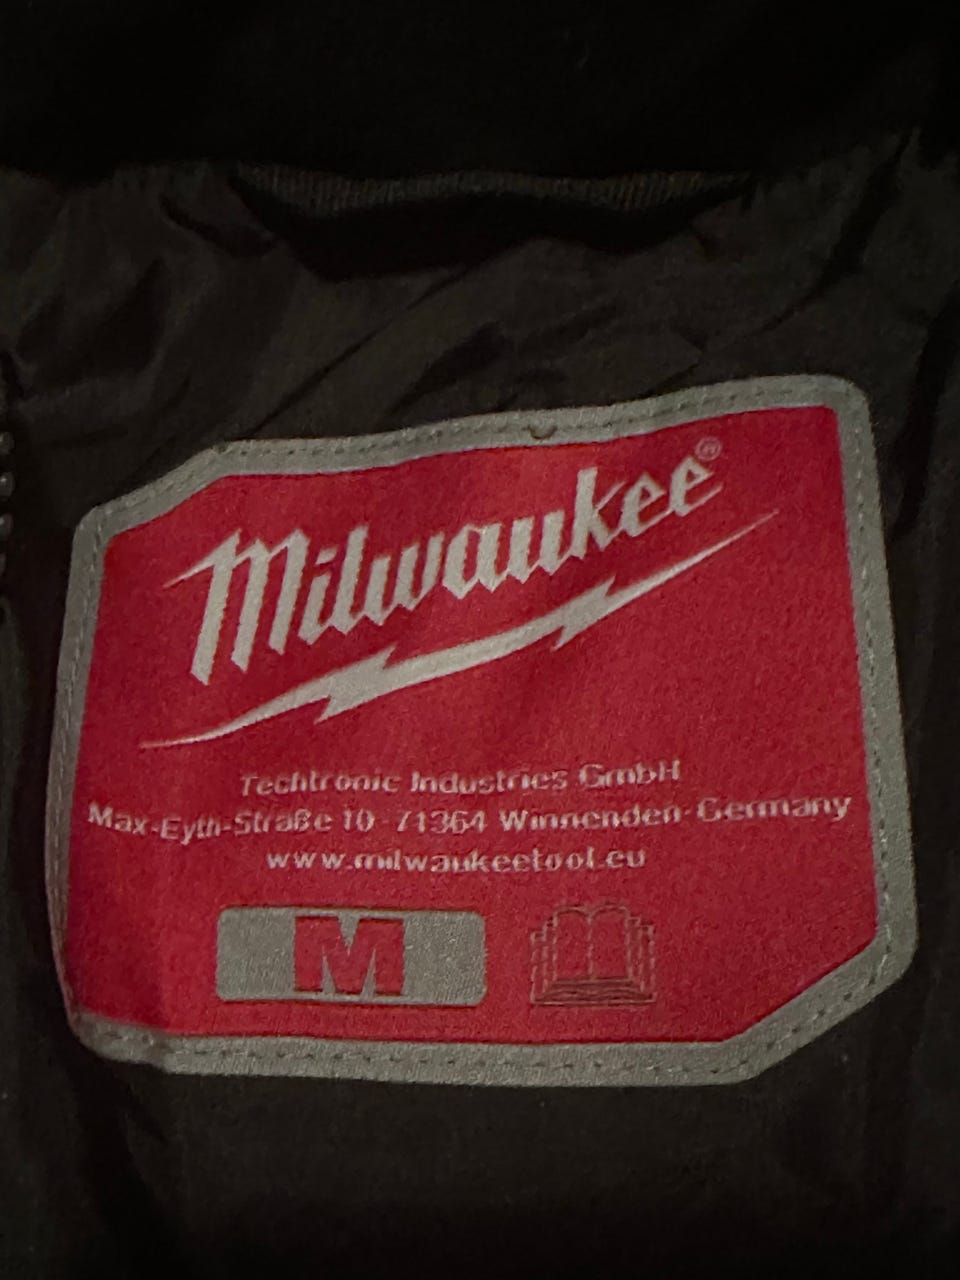 Milwaukee®
Techtronic Industries GmbH
Max-Eyth-Straße 10 · 71364 Winnenden · Germany
www.milwaukeetool.eu
M